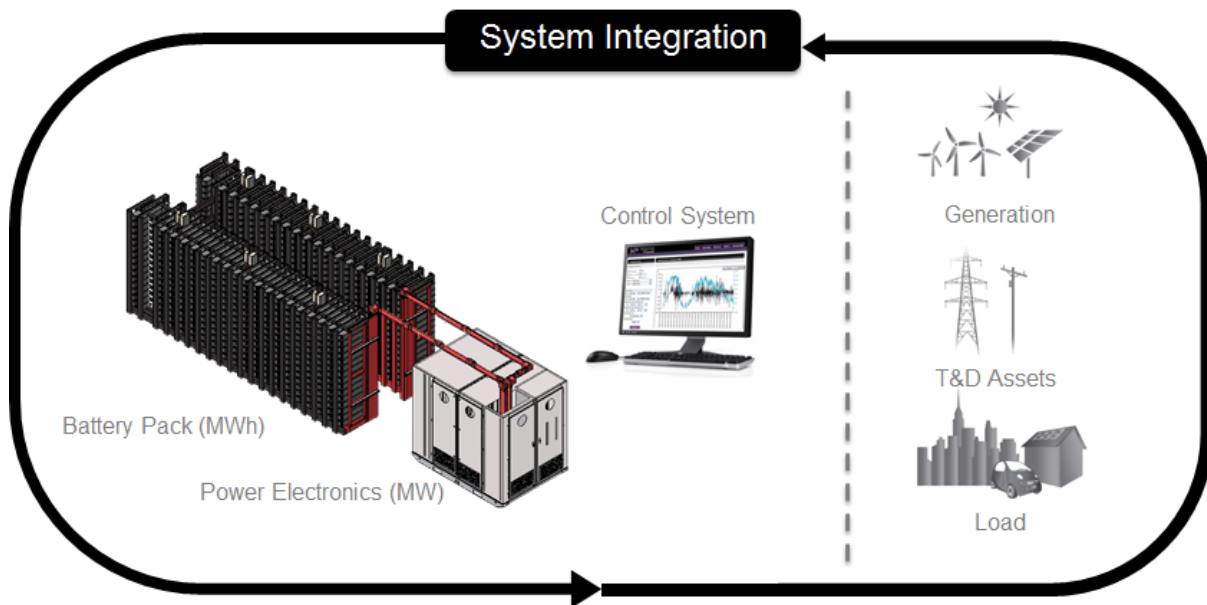 System Integration
Control System
Generation
T&D Assets
Battery Pack (MWh)
Power Electronics (MW)
Load